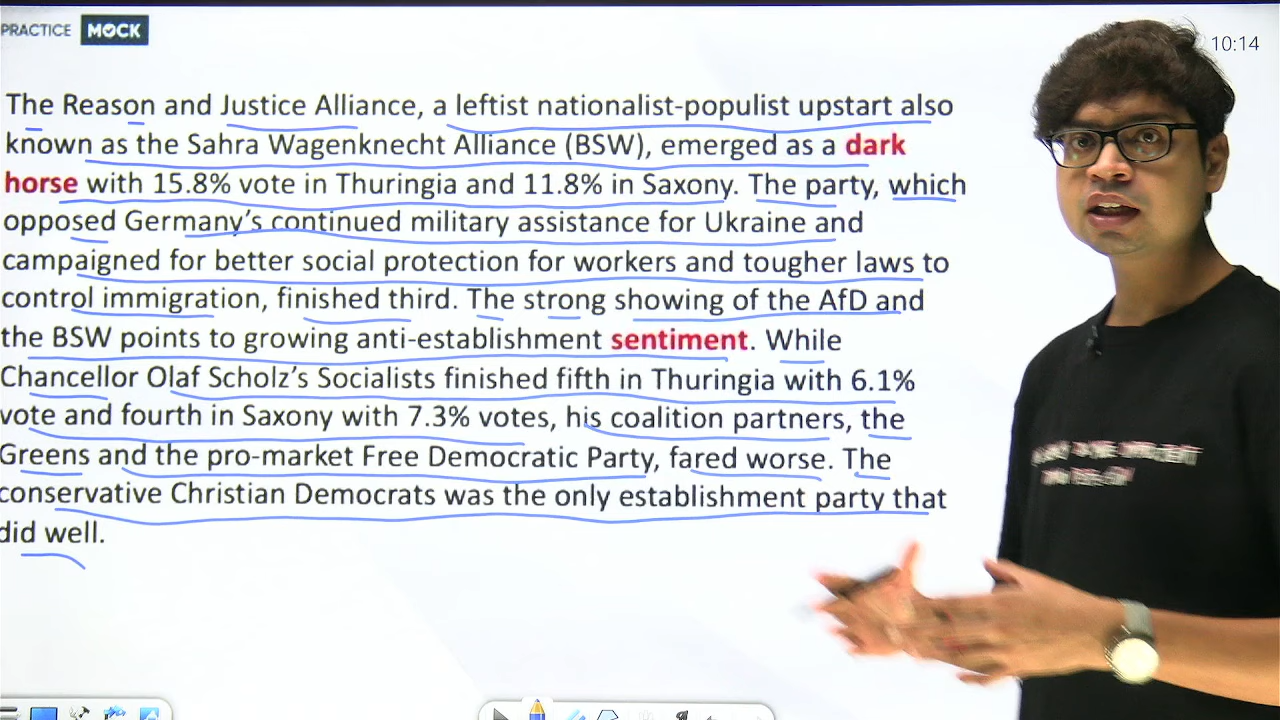 PRACTICE MOCK
10:14
The Reason and Justice Alliance, a leftist nationalist-populist upstart also
known as the Sahra Wagenknecht Alliance (BSW), emerged as a dark
horse with 15.8% vote in Thuringia and 11.8% in Saxony. The party, which
opposed Germany's continued military assistance for Ukraine and
campaigned for better social protection for workers and tougher laws to
control immigration, finished third. The strong showing of the AfD and
the BSW points to growing anti-establishment sentiment. While
Chancellor Olaf Scholz's Socialists finished fifth in Thuringia with 6.1%
vote and fourth in Saxony with 7.3% votes, his coalition partners, the
Greens and the pro-market Free Democratic Party, fared worse. The
conservative Christian Democrats was the only establishment party that
did well.